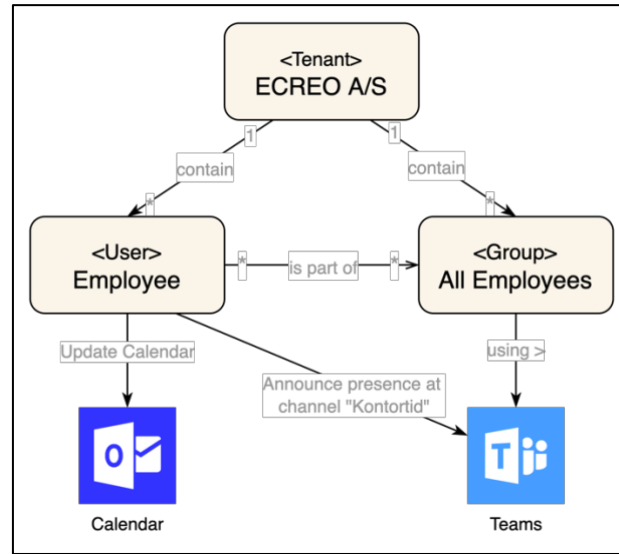 <Tenant>
ECREO A/S
1
1
contain
contain
*
*
<User>
Employee
*
is part of
*
<Group>
All Employees
Update Calendar
using >
Announce presence at
channel "Kontortid"
O
T
Calendar
Teams